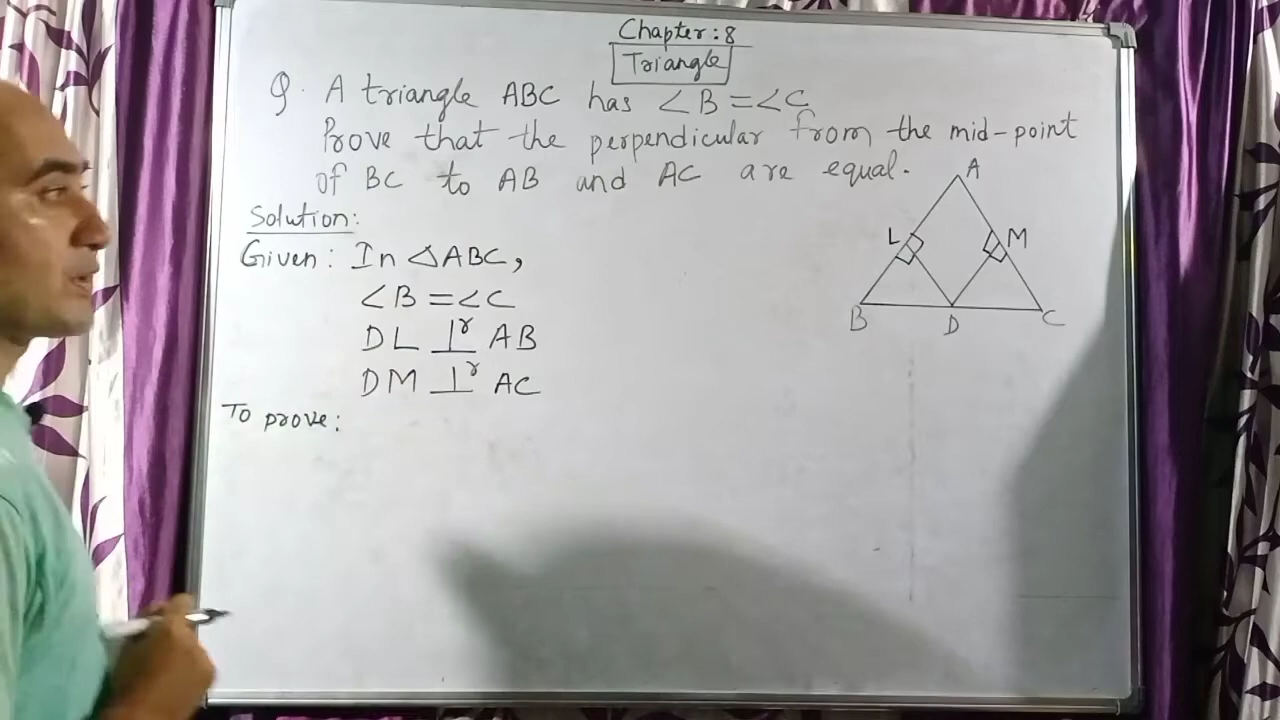 Chapter: 8
Triangle
Q. A triangle ABC has ∠B = ∠C
Prove that the perpendicular from the mid-point
of BC to AB and AC are equal.
Solution:
Given: In △ABC,
∠B = ∠C
DL ⊥r AB
DM ⊥r AC
To prove:
A
L
M
B
D
C